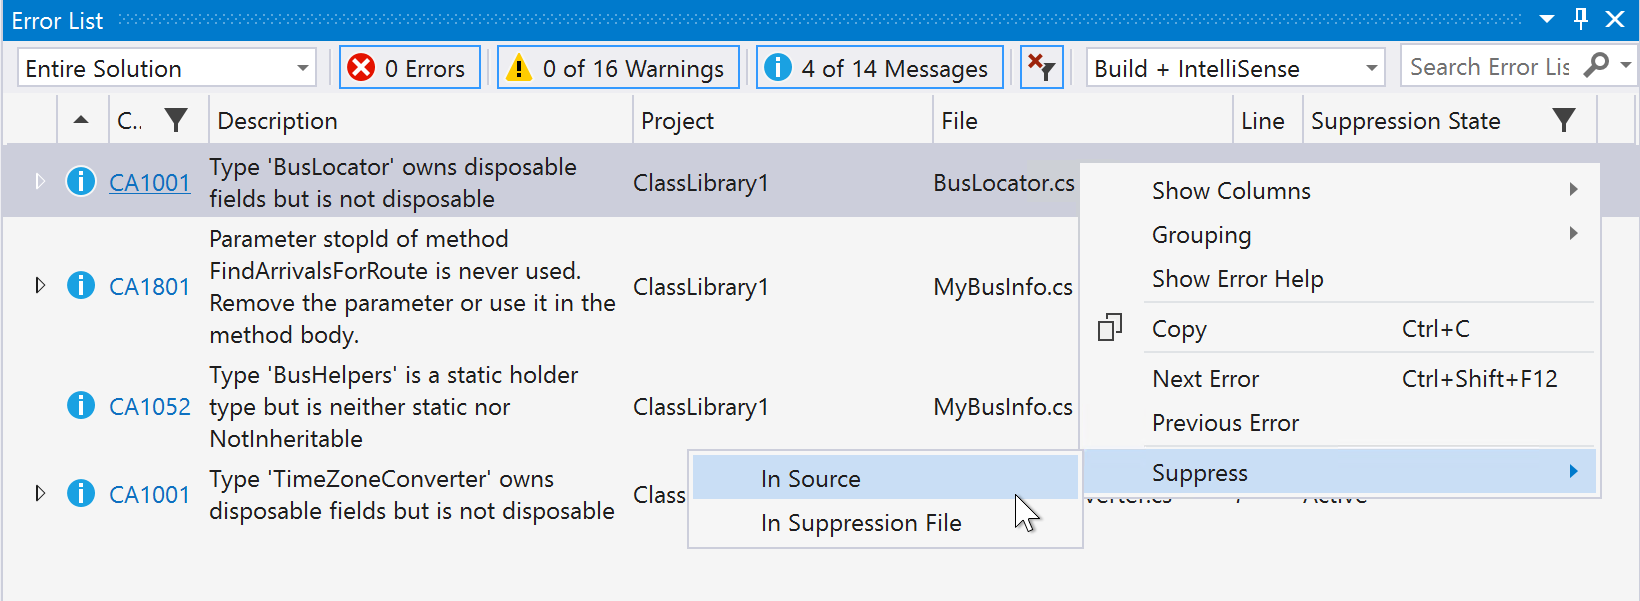 Error List
Entire Solution
0 Errors
0 of 16 Warnings
4 of 14 Messages
Build + IntelliSense
Search Error Lis
C..
Description
Project
File
Line
Suppression State
CA1001
Type 'BusLocator' owns disposable
fields but is not disposable
ClassLibrary1
BusLocator.cs
CA1801
Parameter stopId of method
FindArrivalsForRoute is never used.
Remove the parameter or use it in the
method body.
ClassLibrary1
MyBusInfo.cs
CA1052
Type 'BusHelpers' is a static holder
type but is neither static nor
NotInheritable
ClassLibrary1
MyBusInfo.cs
CA1001
Type 'TimeZoneConverter' owns
disposable fields but is not disposable
Class
Show Columns
Grouping
Show Error Help
Copy Ctrl+C
Next Error Ctrl+Shift+F12
Previous Error
Suppress
In Source
In Suppression File